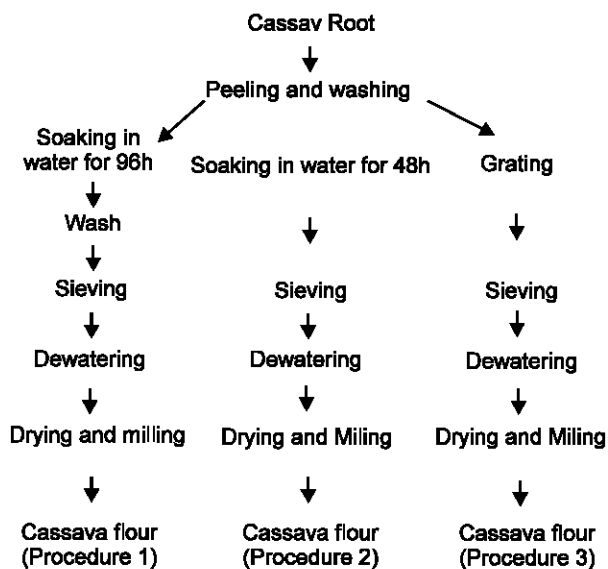 Cassav Root
Peeling and washing
Soaking in
water for 96h
Soaking in water for 48h
Grating
Wash
Sieving
Sieving
Sieving
Dewatering
Dewatering
Dewatering
Drying and milling
Drying and Miling
Drying and Miling
Cassava flour
(Procedure 1)
Cassava flour
(Procedure 2)
Cassava flour
(Procedure 3)